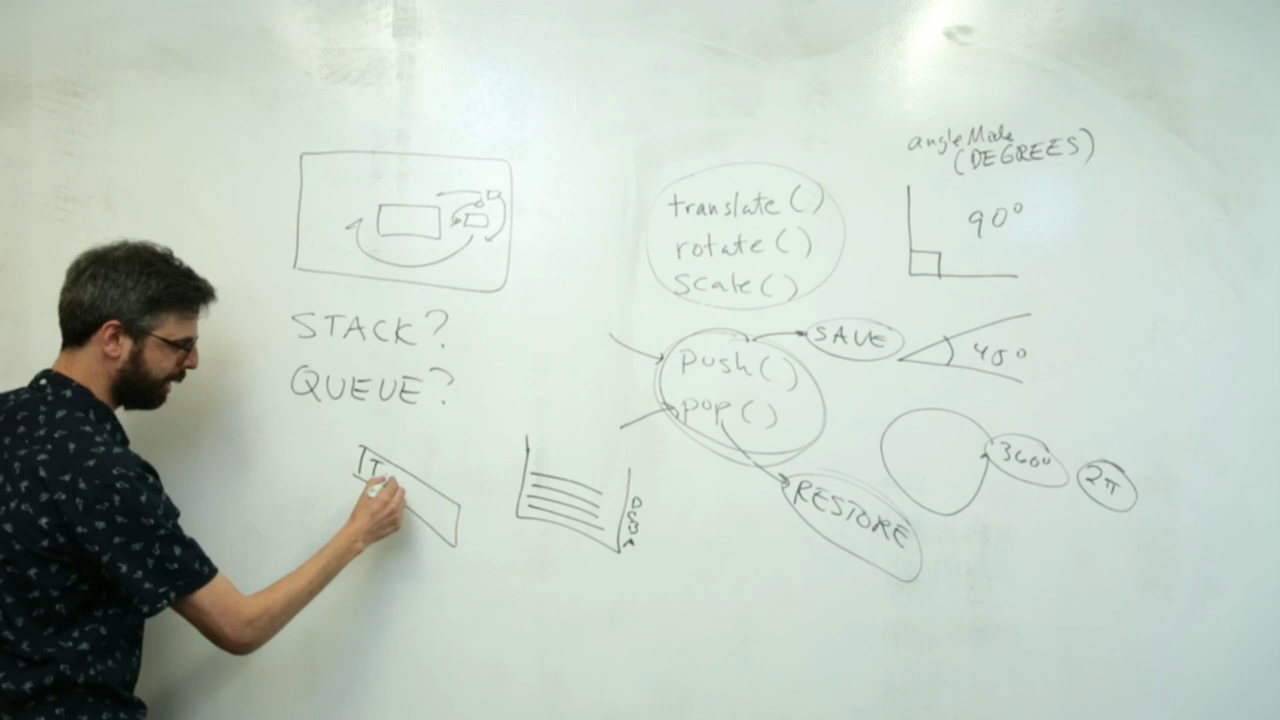 angleMode
(DEGREES)
translate()
rotate()
scale()
90°
STACK?
QUEUE?
push()
pop()
SAVE
45°
360°
2π
RESTORE
D
C
B
A